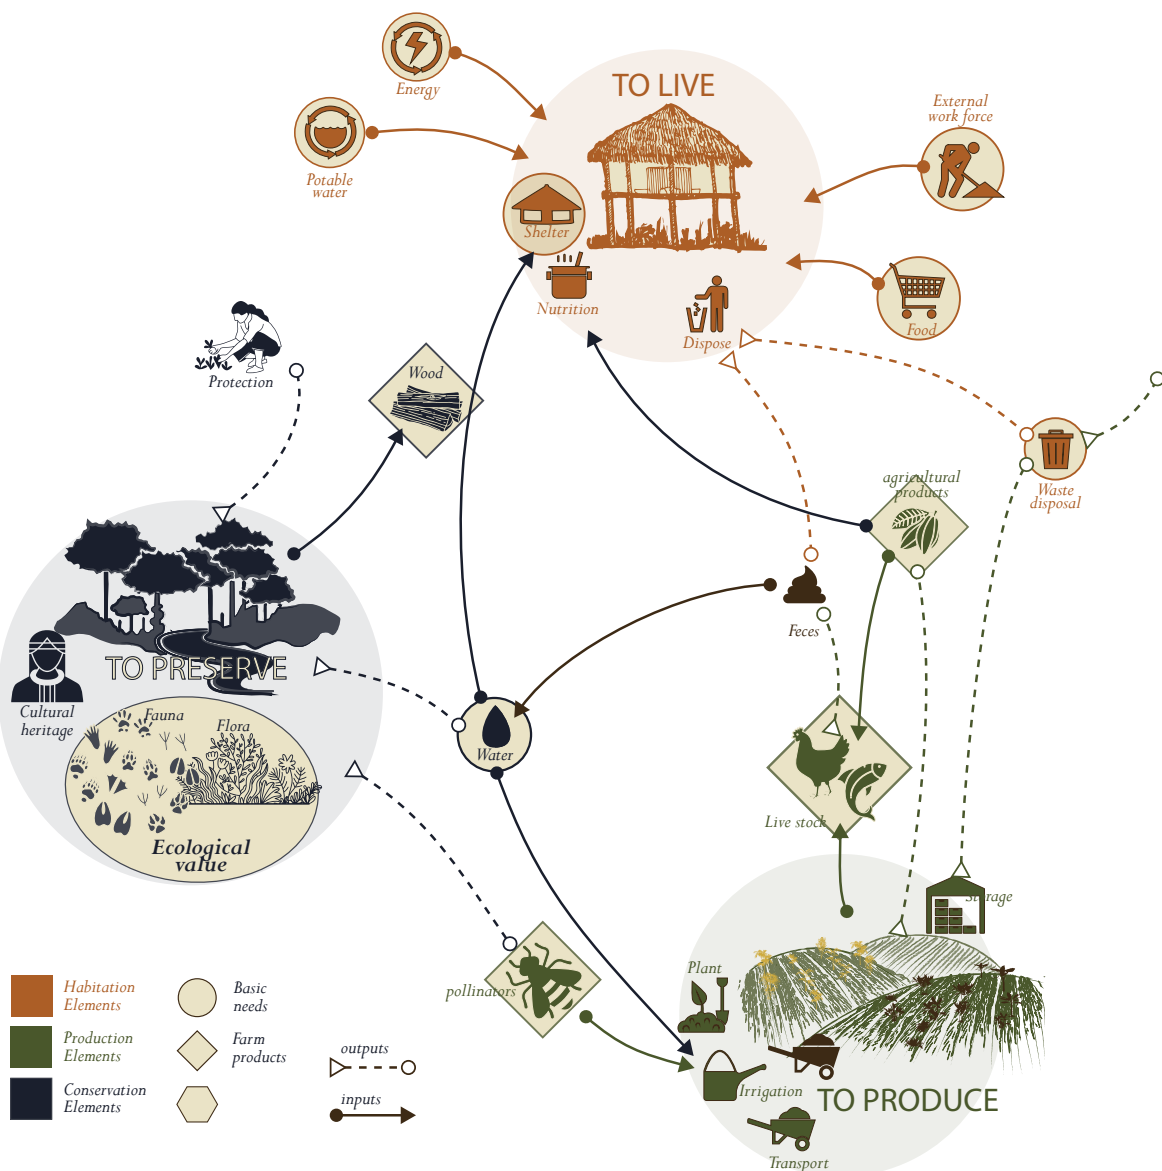 Energy
TO LIVE
External
work force
Potable
water
Shelter
Nutrition
Food
Dispose
Protection
Wood
agricultural
products
Waste
disposal
Feces
TO PRESERVE
Cultural
heritage
Fauna
Flora
Water
Ecological
value
Live stock
Storage
pollinators
Plant
Irrigation
TO PRODUCE
Transport
Habitation
Elements
Basic
needs
Production
Elements
Farm
products
Conservation
Elements
outputs
inputs